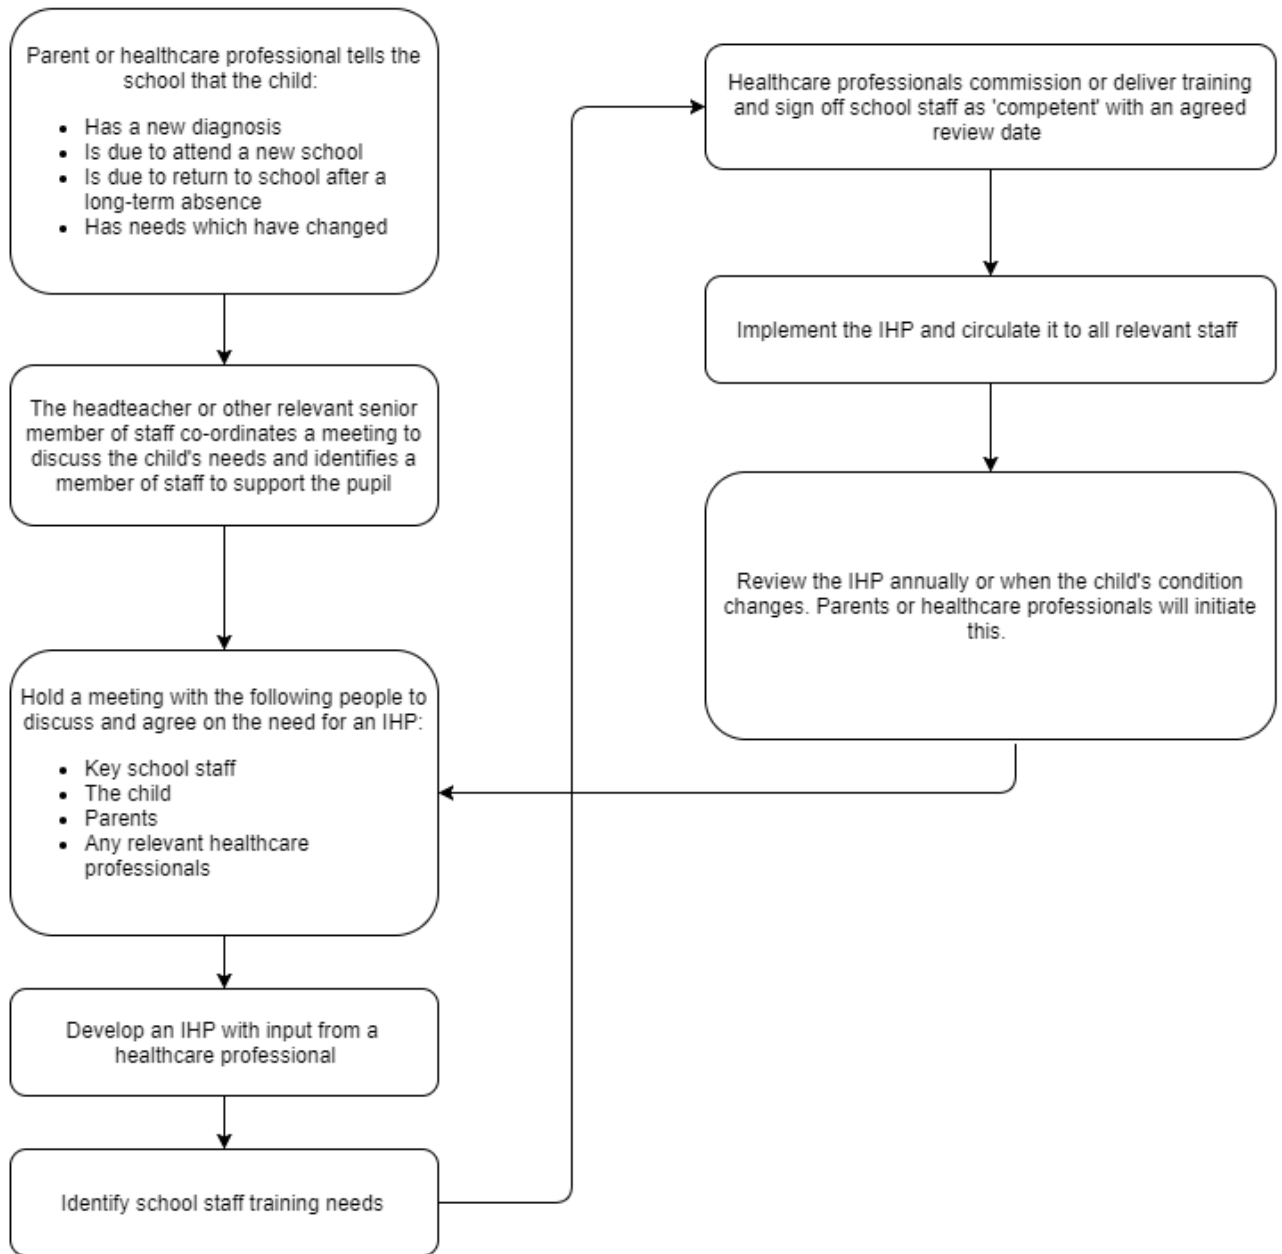 Parent or healthcare professional tells the
school that the child:
• Has a new diagnosis
• Is due to attend a new school
• Is due to return to school after a
long-term absence
• Has needs which have changed
The headteacher or other relevant senior
member of staff co-ordinates a meeting to
discuss the child's needs and identifies a
member of staff to support the pupil
Hold a meeting with the following people to
discuss and agree on the need for an IHP:
• Key school staff
• The child
• Parents
• Any relevant healthcare
professionals
Develop an IHP with input from a
healthcare professional
Identify school staff training needs
Healthcare professionals commission or deliver training
and sign off school staff as 'competent' with an agreed
review date
Implement the IHP and circulate it to all relevant staff
Review the IHP annually or when the child's condition
changes. Parents or healthcare professionals will initiate
this.